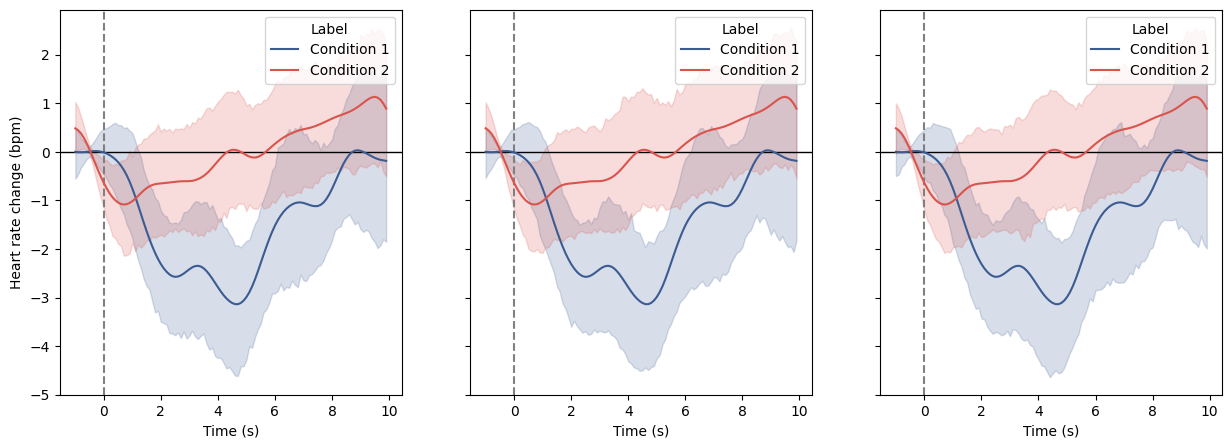 Label
Condition 1
Condition 2
Label
Condition 1
Condition 2
Label
Condition 1
Condition 2
Heart rate change (bpm)
2
1
0
−1
−2
−3
−4
−5
0 2 4 6 8 10
0 2 4 6 8 10
0 2 4 6 8 10
Time (s)
Time (s)
Time (s)